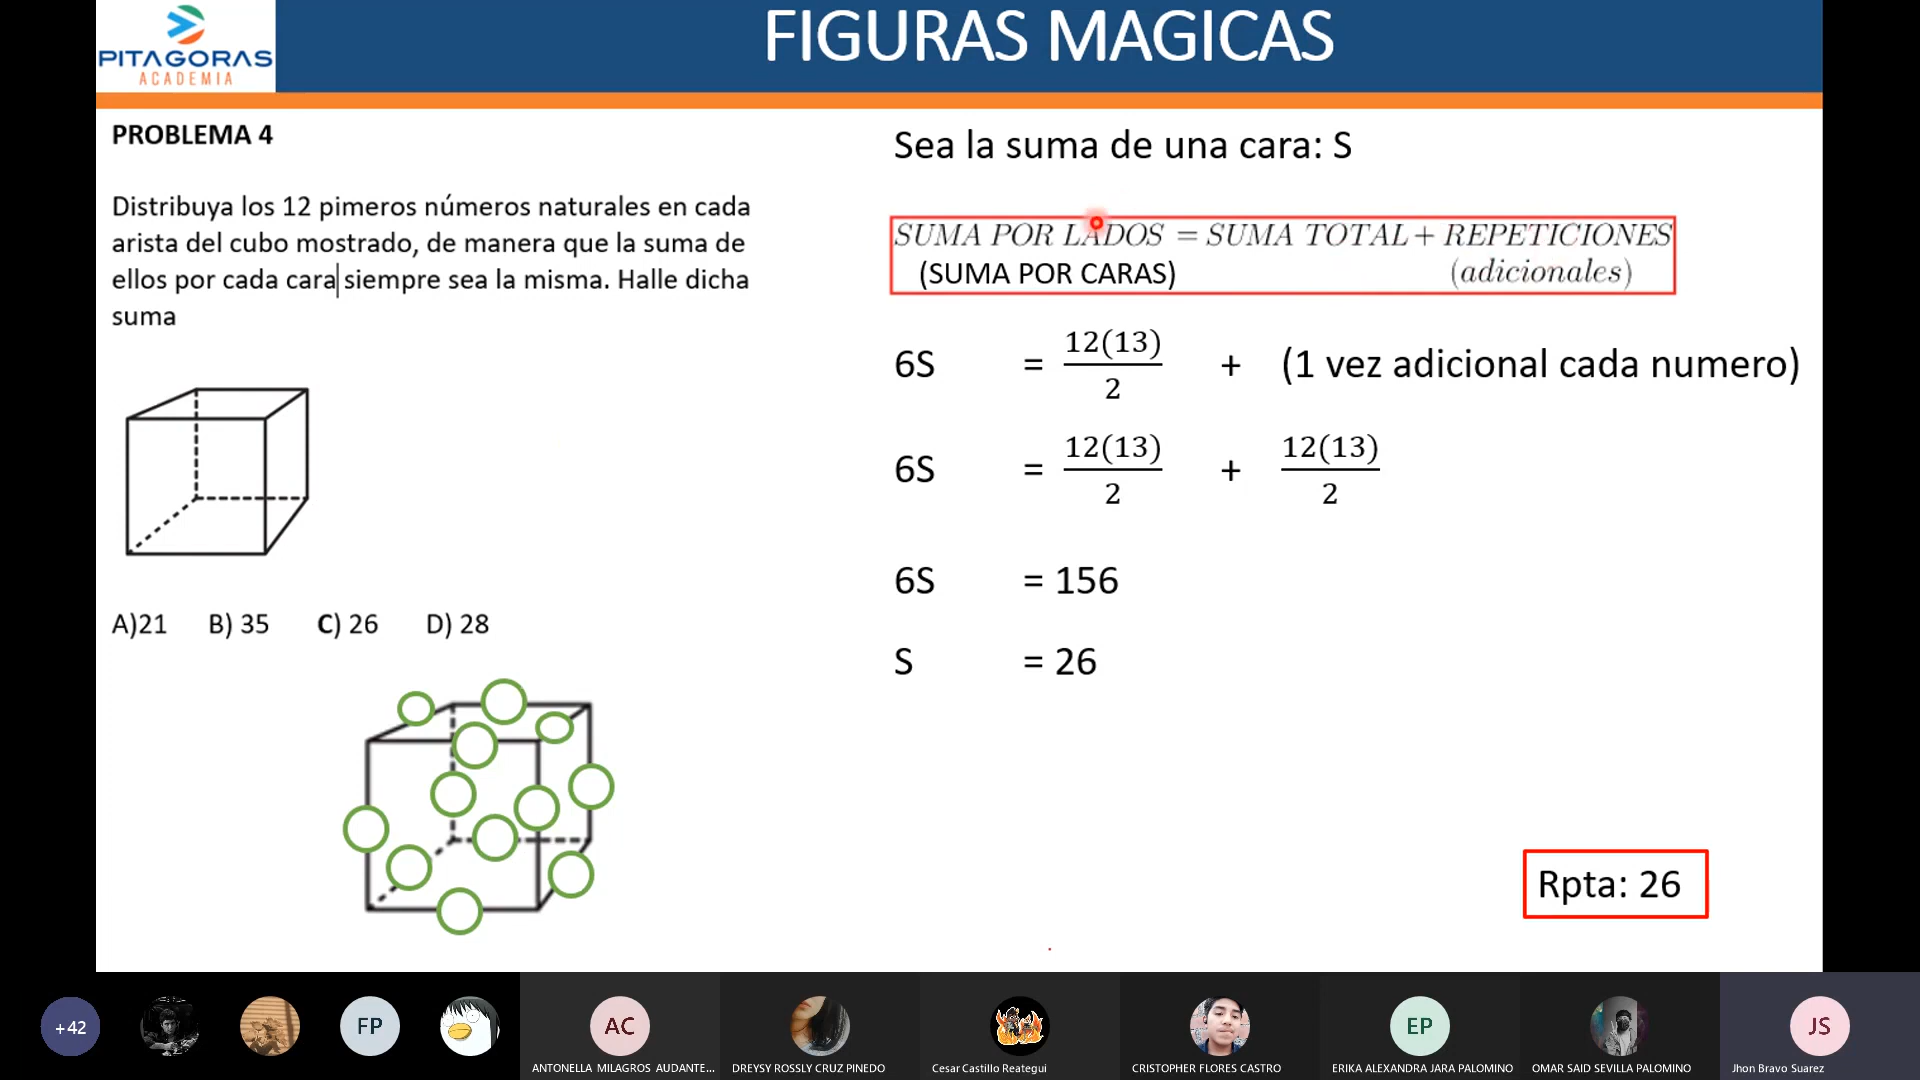 PITAGORAS
ACADEMIA
FIGURAS MAGICAS
PROBLEMA 4
Distribuya los 12 pimeros números naturales en cada
arista del cubo mostrado, de manera que la suma de
ellos por cada cara siempre sea la misma. Halle dicha
suma
A)21 B) 35 C) 26 D) 28
Sea la suma de una cara: S
SUMA POR LADOS = SUMA TOTAL + REPETICIONES
(SUMA POR CARAS) (adicionales)
6S = 12(13)/2 + (1 vez adicional cada numero)
6S = 12(13)/2 + 12(13)/2
6S = 156
S = 26
Rpta: 26
+42
FP
AC
EP
JS
ANTONELLA MILAGROS AUDANTE...
DREYSY ROSSLY CRUZ PINEDO
Cesar Castillo Reategui
CRISTOPHER FLORES CASTRO
ERIKA ALEXANDRA JARA PALOMINO
OMAR SAID SEVILLA PALOMINO
Jhon Bravo Suarez